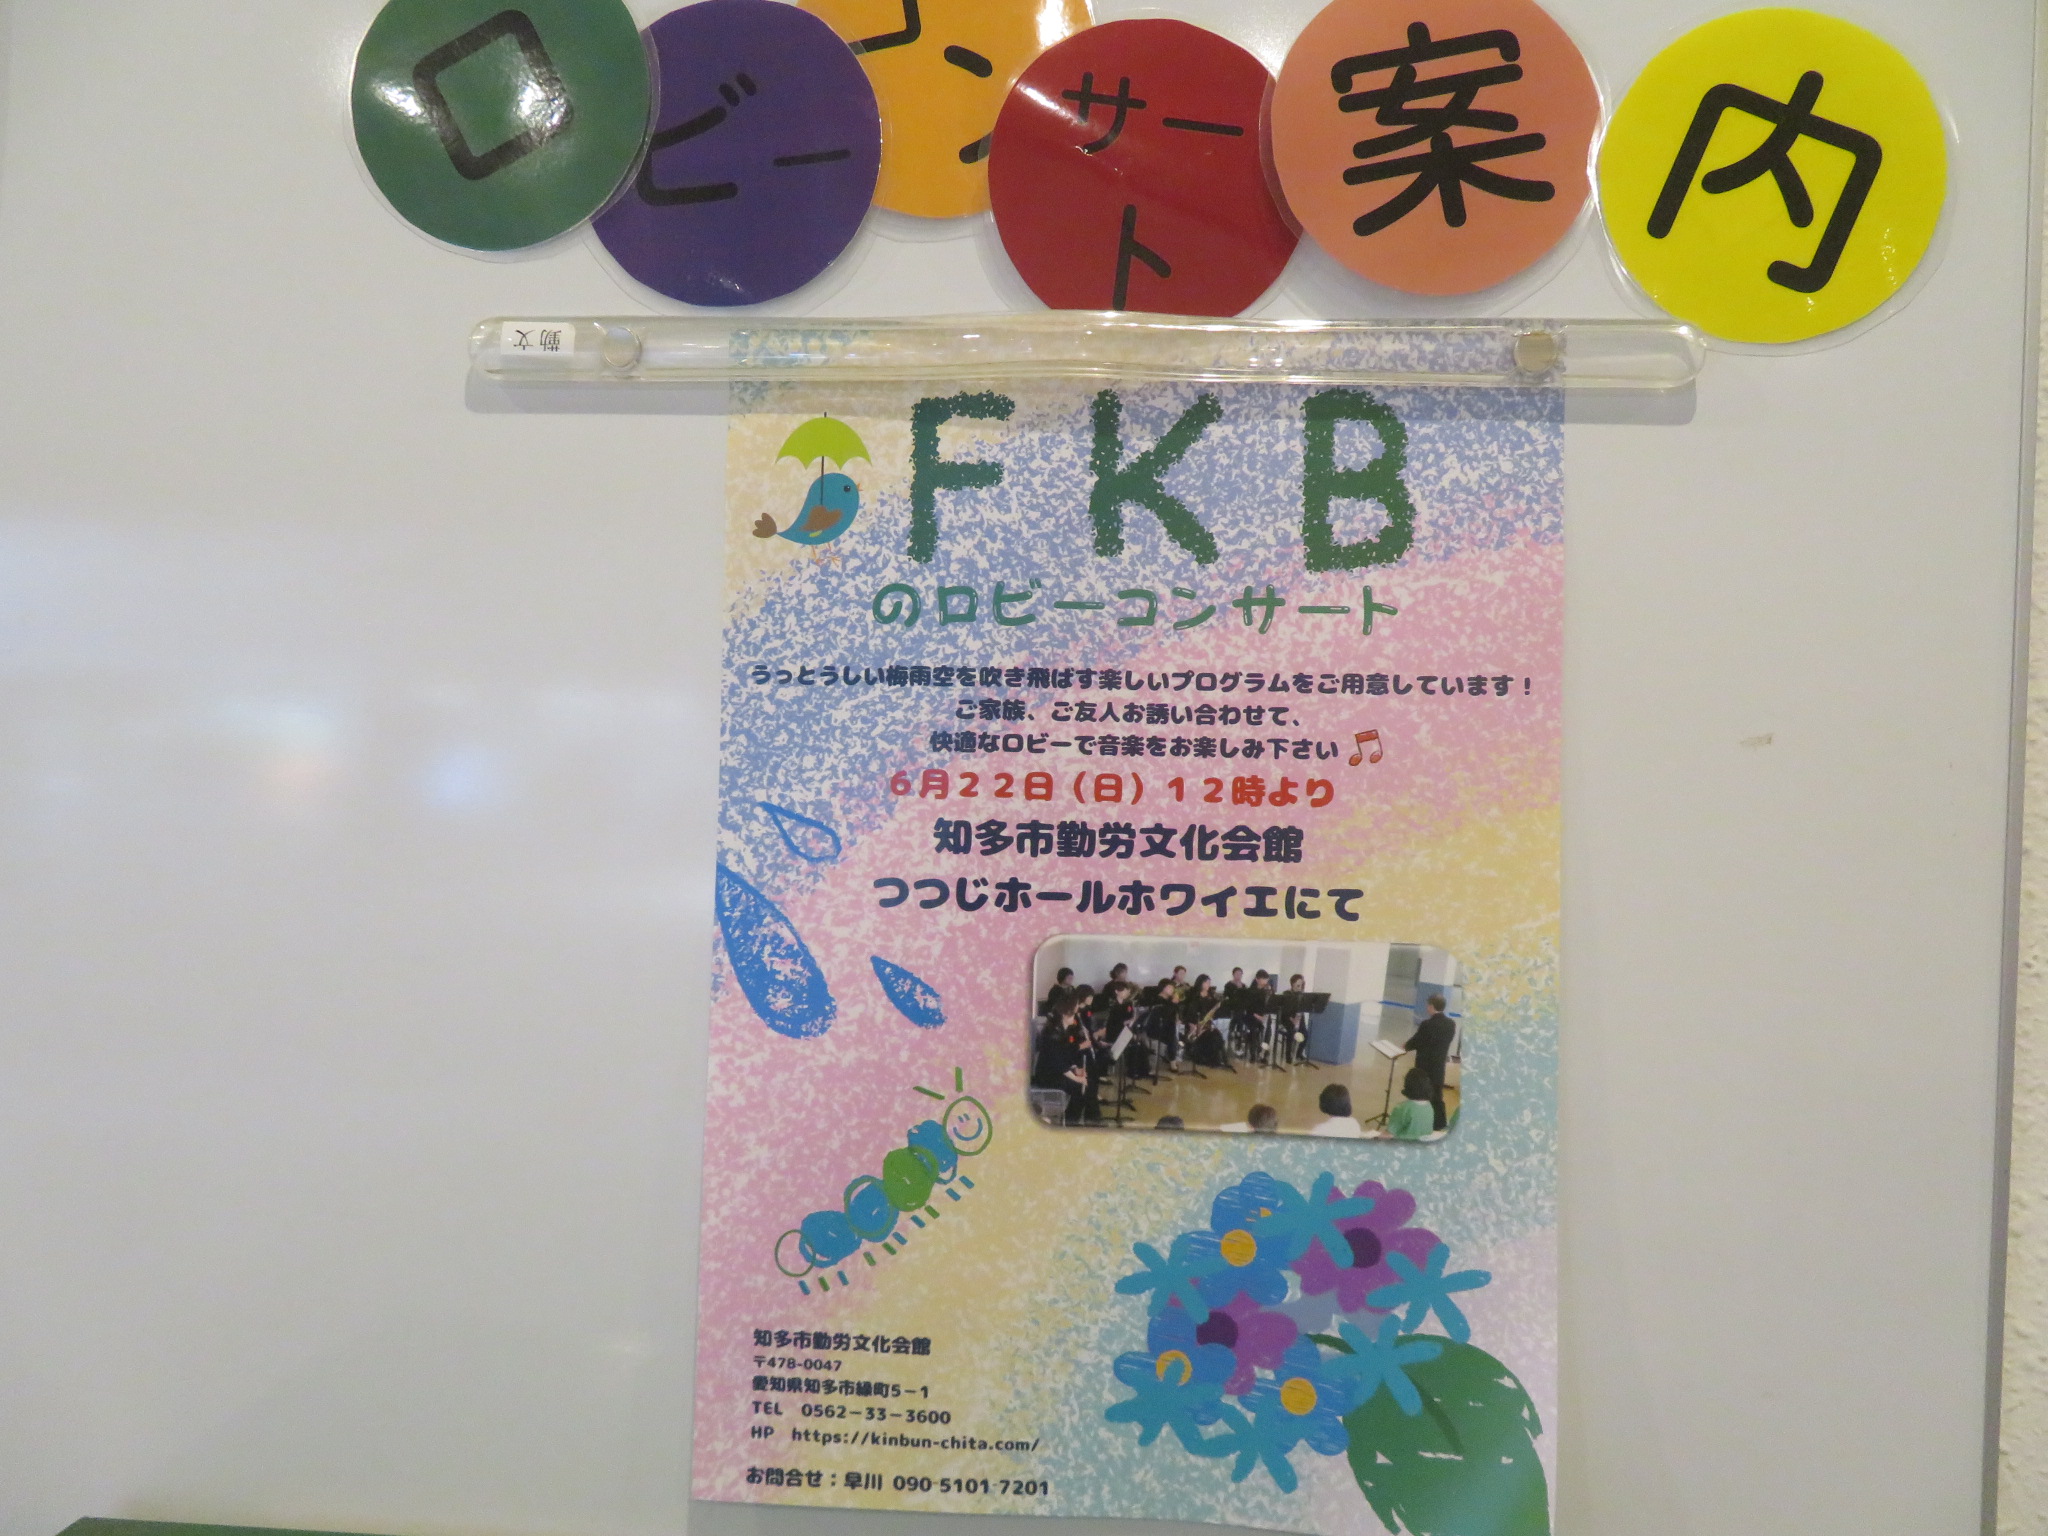 ロビーコンサート案内
勤文
FKB
のロビーコンサート
うっとうしい梅雨空を吹き飛ばす楽しいプログラムをご用意しています！
ご家族、ご友人お誘い合わせて、
快適なロビーで音楽をお楽しみ下さい
６月２２日（日）１２時より
知多市勤労文化会館
つつじホールホワイエにて
知多市勤労文化会館
〒478-0047
愛知県知多市緑町5－1
TEL　0562－33－3600
HP　https://kinbun-chita.com/
お問合せ：早川 090-5101-7201